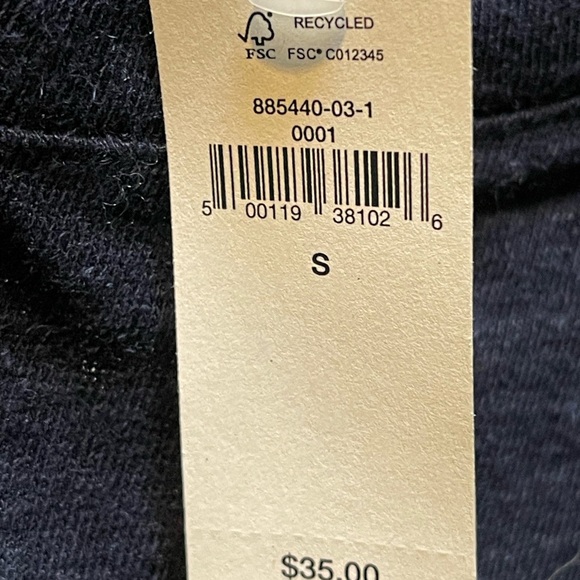 RECYCLED
FSC FSC® C012345
885440-03-1
0001
5 00119 38102 6
S
$35.00